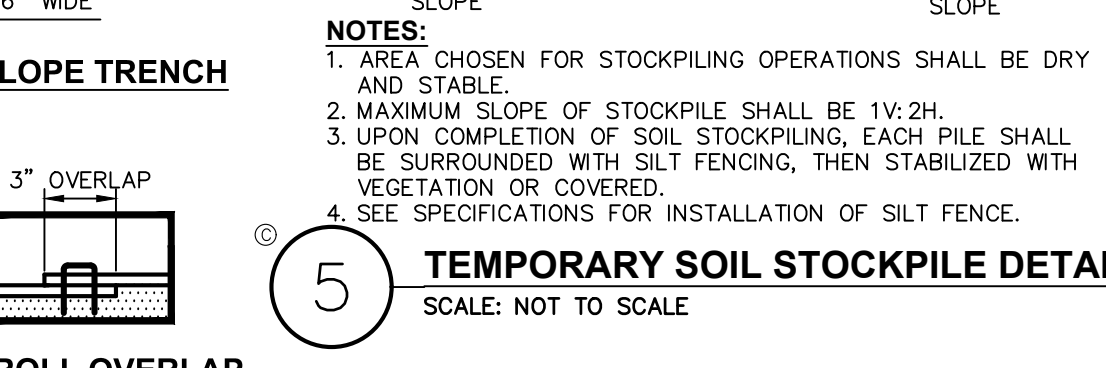 6" WIDE
SLOPE
SLOPE
NOTES:
1. AREA CHOSEN FOR STOCKPILING OPERATIONS SHALL BE DRY
AND STABLE.
2. MAXIMUM SLOPE OF STOCKPILE SHALL BE 1V:2H.
3. UPON COMPLETION OF SOIL STOCKPILING, EACH PILE SHALL
BE SURROUNDED WITH SILT FENCING, THEN STABILIZED WITH
VEGETATION OR COVERED.
4. SEE SPECIFICATIONS FOR INSTALLATION OF SILT FENCE.
LOPE TRENCH
3" OVERLAP
©
5
TEMPORARY SOIL STOCKPILE DETAI
SCALE: NOT TO SCALE
ROLL OVERLAP